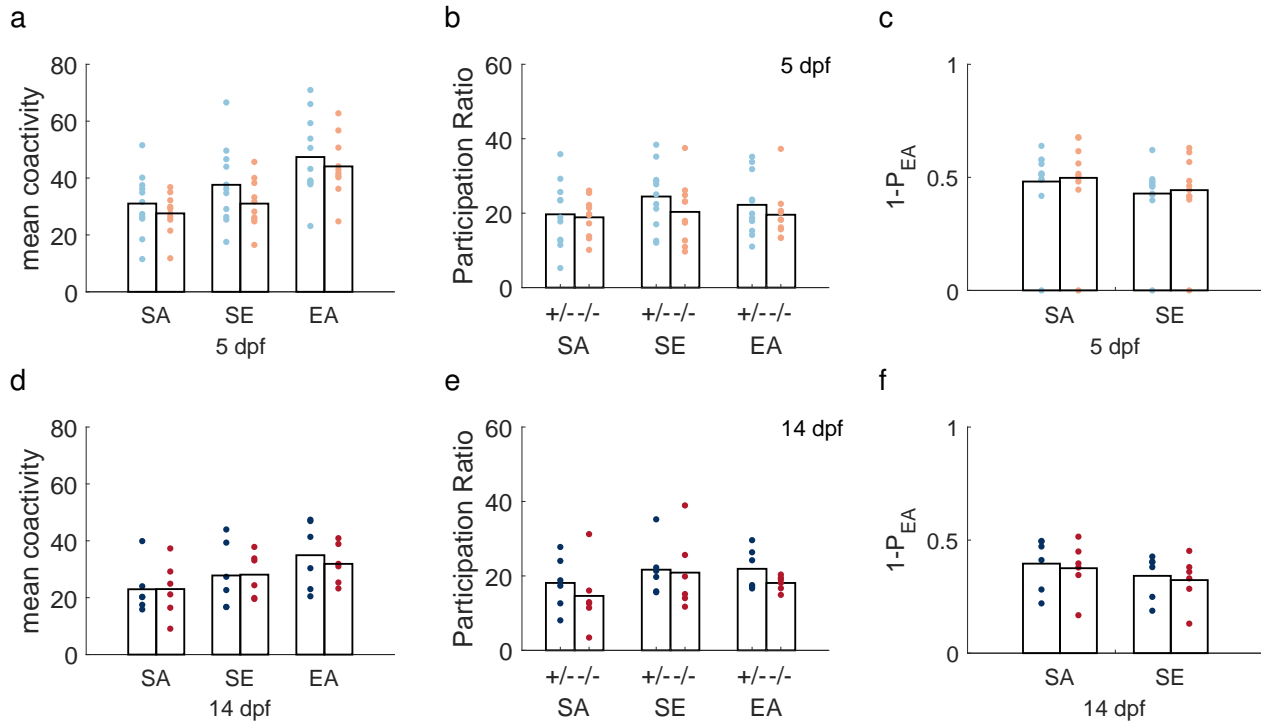 a
mean coactivity
80
60
40
20
0
SA SE EA
5 dpf
b
Participation Ratio
5 dpf
60
40
20
0
+/--/- +/--/- +/--/-
SA SE EA
c
1-P_EA
1
0.5
0
SA SE
5 dpf
d
mean coactivity
80
60
40
20
0
SA SE EA
14 dpf
e
Participation Ratio
14 dpf
60
40
20
0
+/--/- +/--/- +/--/-
SA SE EA
f
1-P_EA
1
0.5
0
SA SE
14 dpf